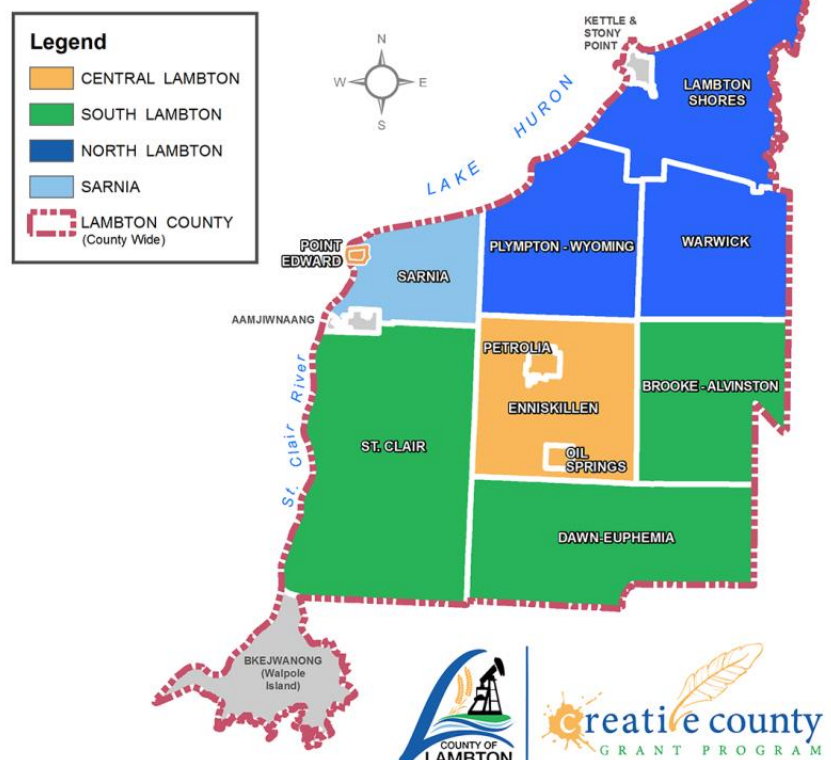 Legend
CENTRAL LAMBTON
SOUTH LAMBTON
NORTH LAMBTON
SARNIA
LAMBTON COUNTY
(County Wide)
N
W
E
S
KETTLE &
STONY
POINT
LAMBTON
SHORES
LAKE HURON
POINT
EDWARD
SARNIA
PLYMPTON - WYOMING
WARWICK
AAMJIWNAANG
PETROLIA
BROOKE - ALVINSTON
ENNISKILLEN
St. Clair River
ST. CLAIR
OIL
SPRINGS
DAWN-EUPHEMIA
BKEJWANONG
(Walpole
Island)
COUNTY OF
LAMBTON
creative county
GRANT PROGRAM